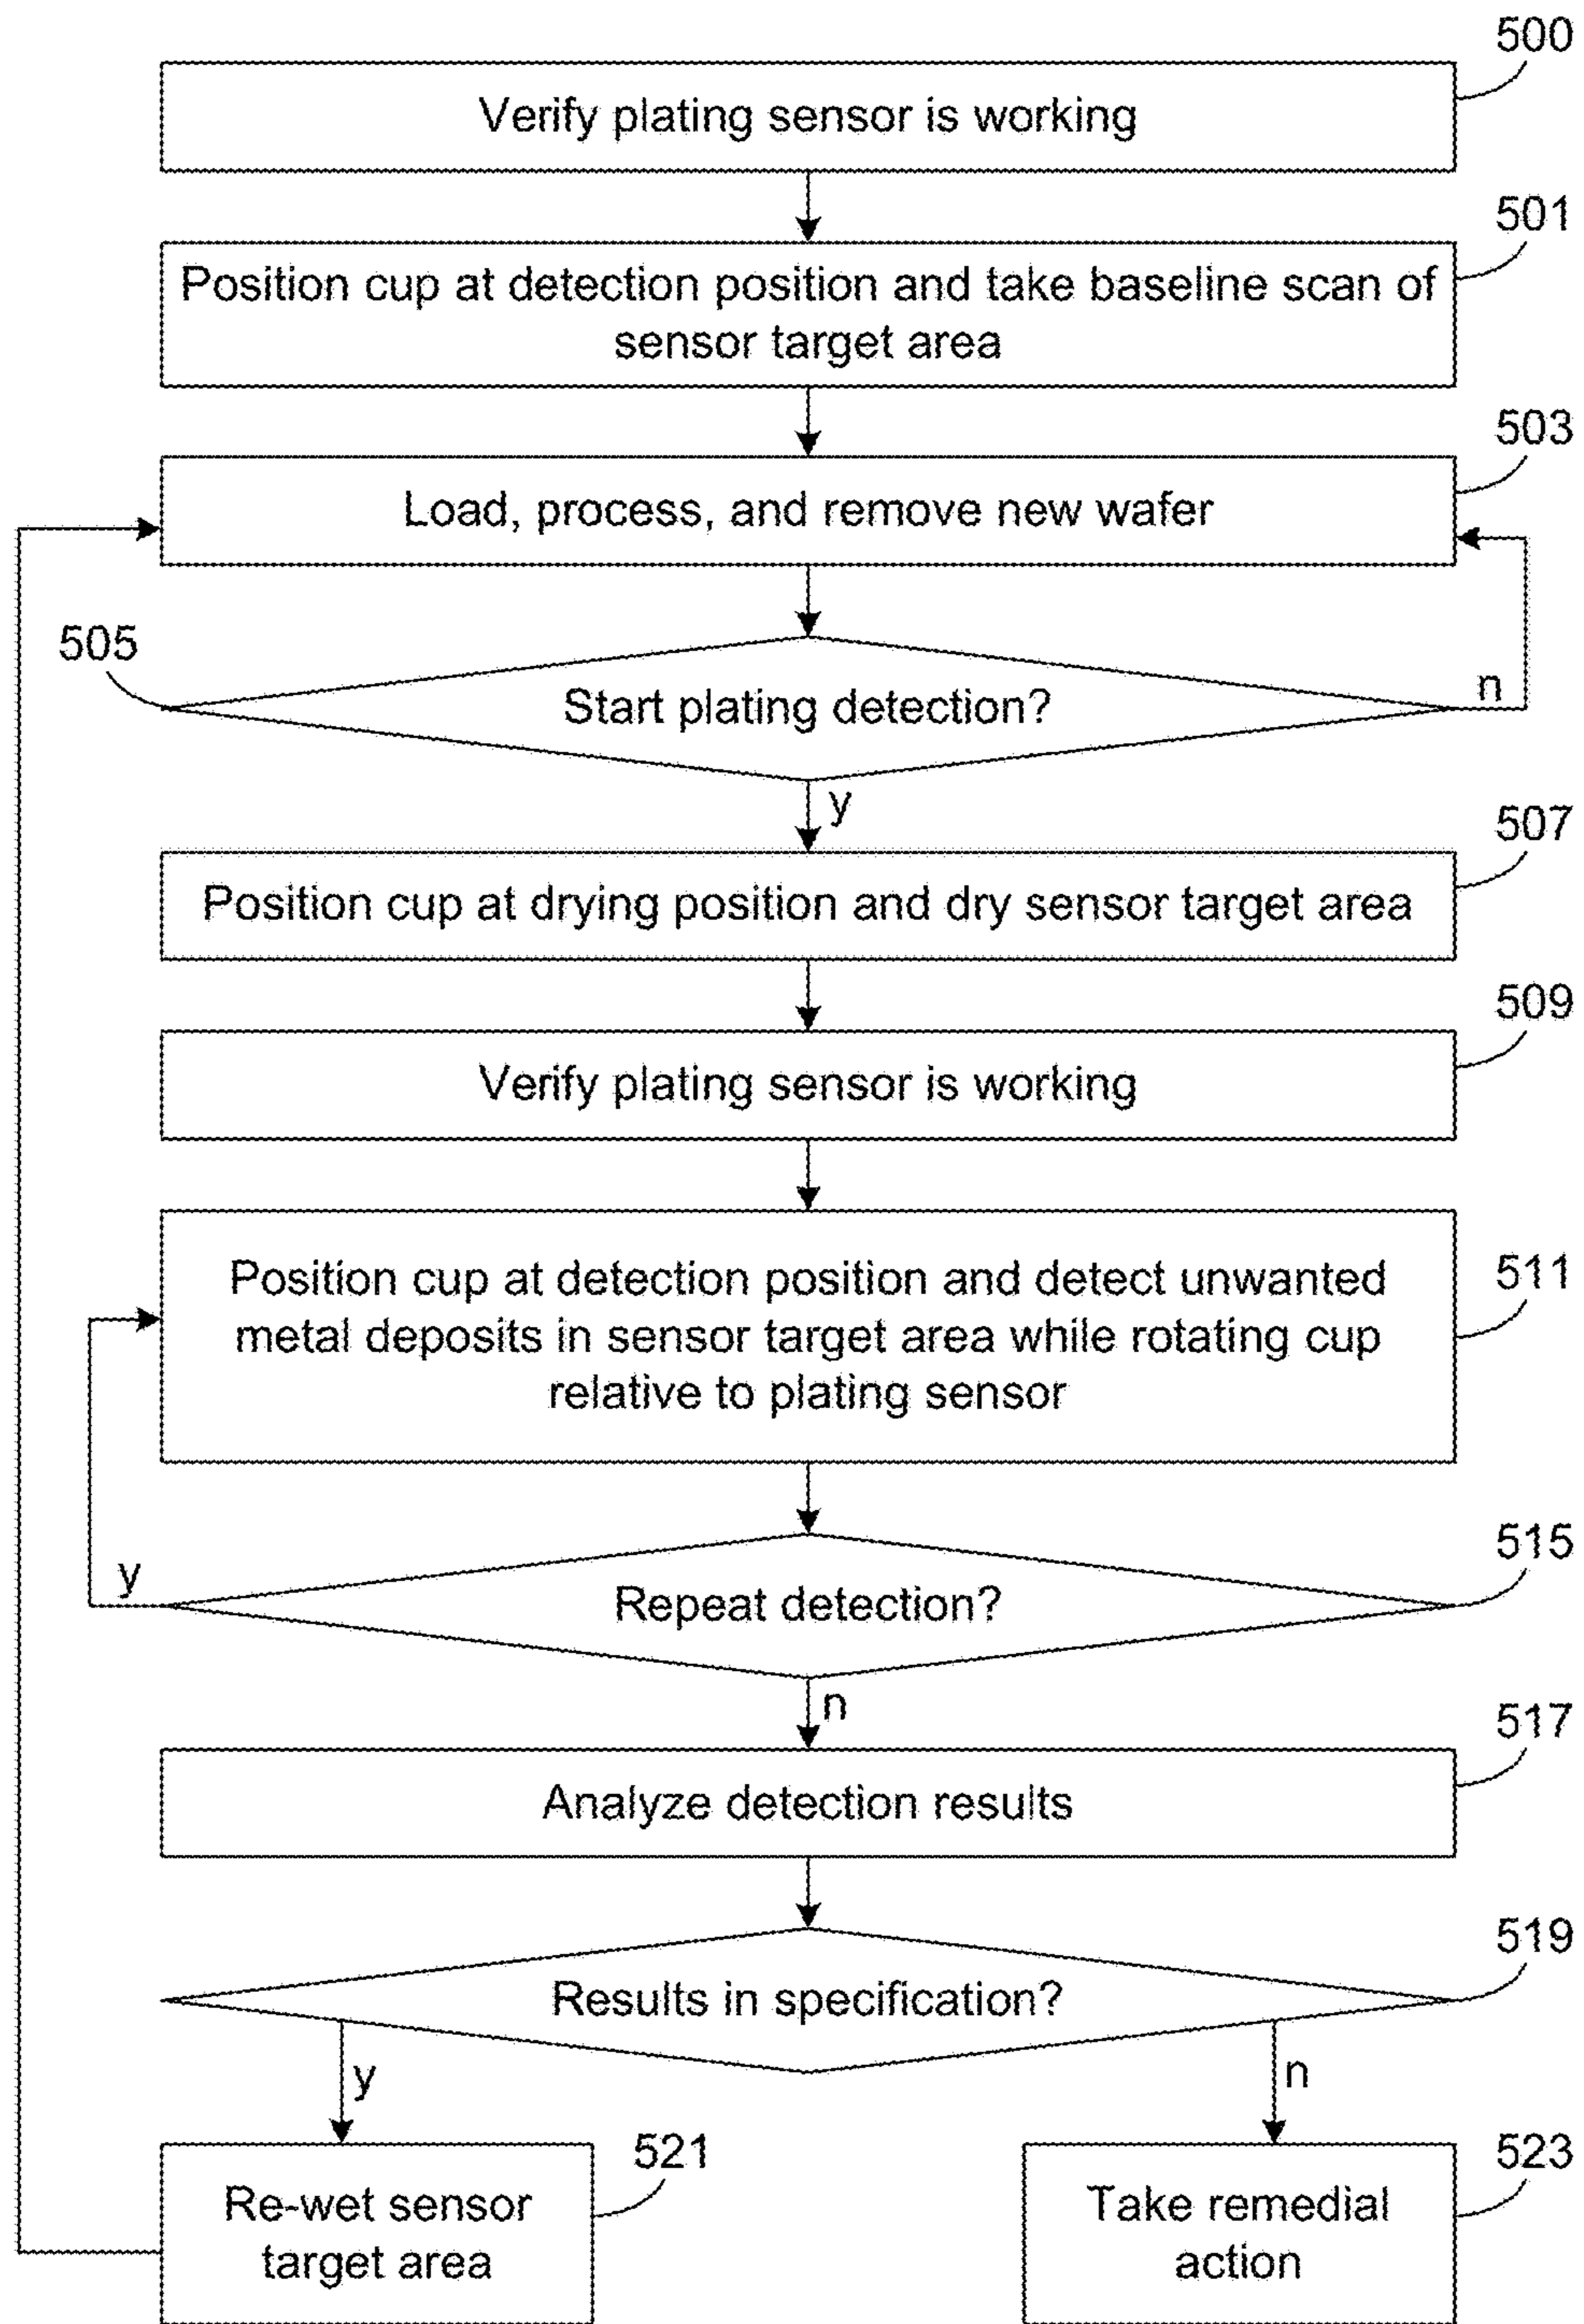 500
Verify plating sensor is working
501
Position cup at detection position and take baseline scan of
sensor target area
503
Load, process, and remove new wafer
505
Start plating detection?
n
y
507
Position cup at drying position and dry sensor target area
509
Verify plating sensor is working
511
Position cup at detection position and detect unwanted
metal deposits in sensor target area while rotating cup
relative to plating sensor
515
y
Repeat detection?
n
517
Analyze detection results
519
Results in specification?
y
n
521
523
Re-wet sensor
target area
Take remedial
action